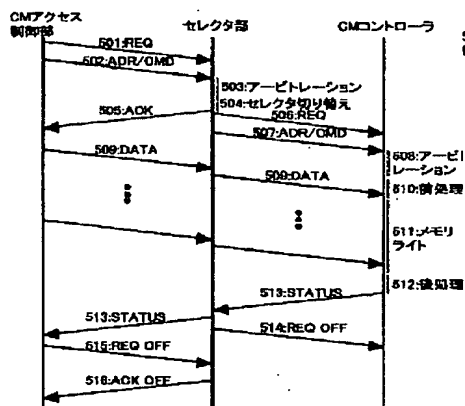 CMアクセス
制御部
セレクタ部
CMコントローラ
501:REQ
502:ADR/CMD
503:アービトレーション
504:セレクタ切り替え
505:ACK
506:REQ
507:ADR/CMD
508:アービト
レーション
509:DATA
509:DATA
510:前処理
511:メモリ
ライト
512:後処理
513:STATUS
513:STATUS
514:REQ OFF
515:REQ OFF
516:ACK OFF